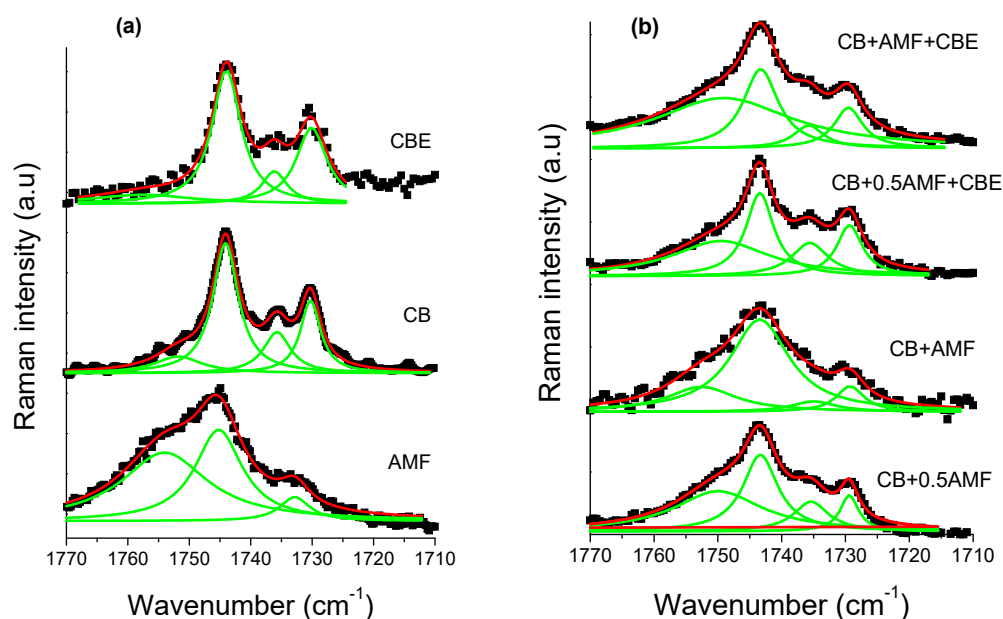 (a)
CBE
CB
AMF
Raman intensity (a.u)
1770 1760 1750 1740 1730 1720 1710
Wavenumber (cm⁻¹)
(b)
CB+AMF+CBE
CB+0.5AMF+CBE
CB+AMF
CB+0.5AMF
Raman intensity (a.u)
1770 1760 1750 1740 1730 1720 1710
Wavenumber (cm⁻¹)